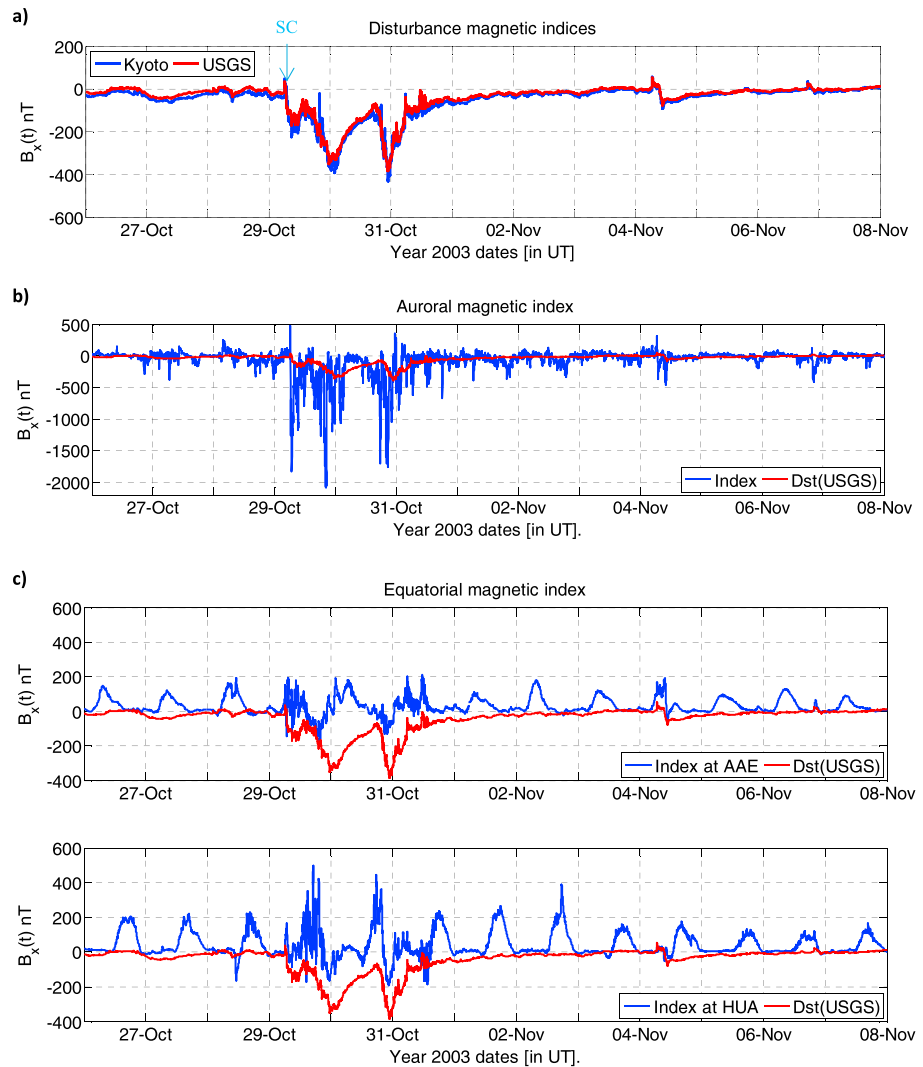 a)
SC
Disturbance magnetic indices
Kyoto USGS
200
0
-200
-400
-600
Bx(t) nT
27-Oct 29-Oct 31-Oct 02-Nov 04-Nov 06-Nov 08-Nov
Year 2003 dates [in UT]
b)
Auroral magnetic index
500
0
-500
-1000
-1500
-2000
Bx(t) nT
Index Dst(USGS)
27-Oct 29-Oct 31-Oct 02-Nov 04-Nov 06-Nov 08-Nov
Year 2003 dates [in UT].
c)
Equatorial magnetic index
600
400
200
0
-200
-400
Bx(t) nT
Index at AAE Dst(USGS)
27-Oct 29-Oct 31-Oct 02-Nov 04-Nov 06-Nov 08-Nov
600
400
200
0
-200
-400
Bx(t) nT
Index at HUA Dst(USGS)
27-Oct 29-Oct 31-Oct 02-Nov 04-Nov 06-Nov 08-Nov
Year 2003 dates [in UT].